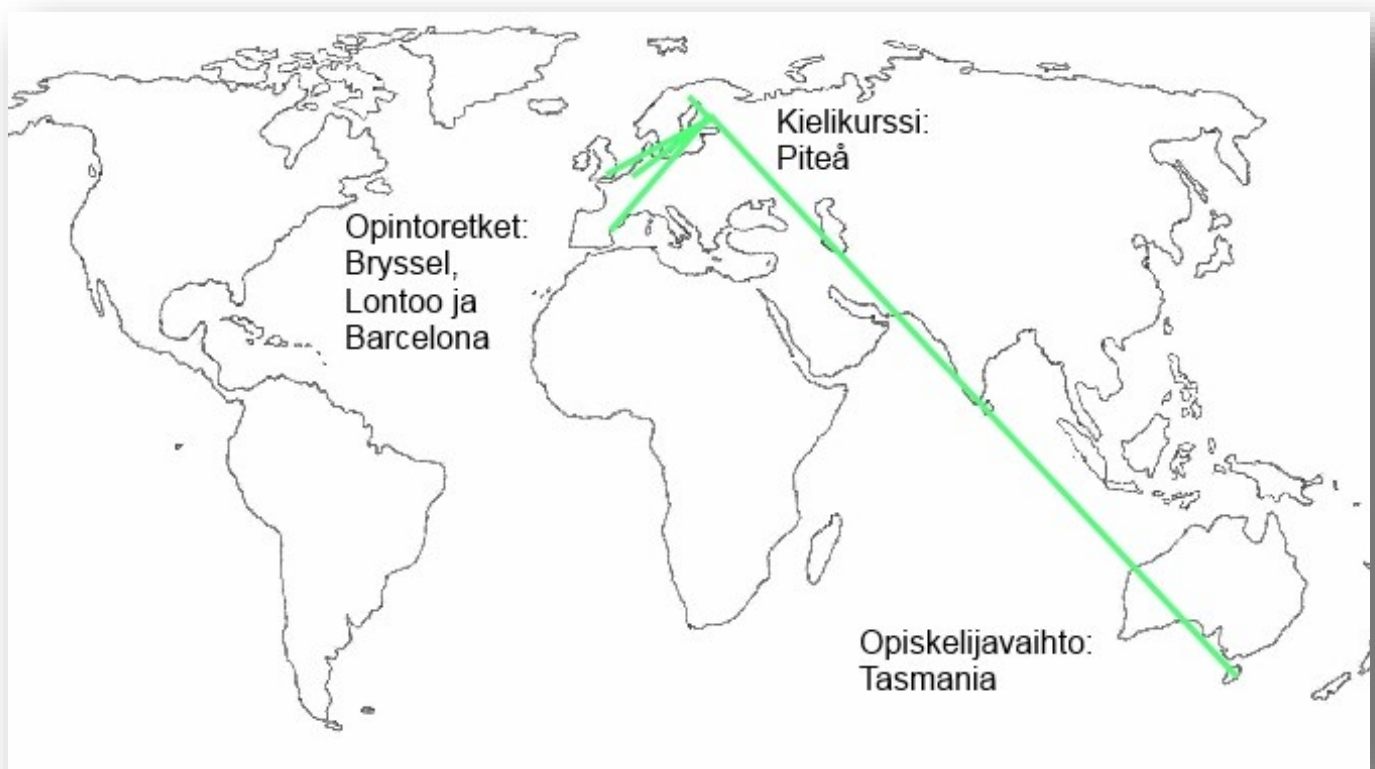 Kielikurssi:
Piteå
Opintoretket:
Bryssel,
Lontoo ja
Barcelona
Opiskelijavaihto:
Tasmania